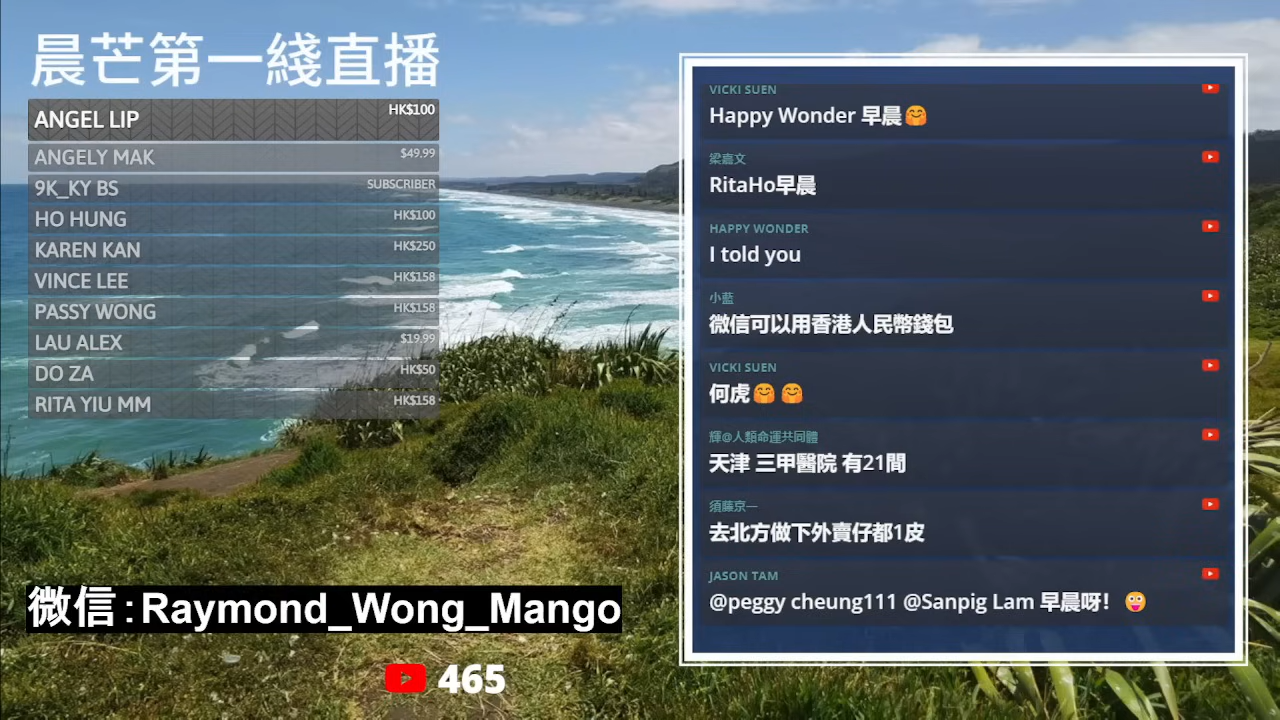 晨芒第一綫直播
ANGEL LIP HK$100
ANGELY MAK $49.99
9K_KY BS SUBSCRIBER
HO HUNG HK$100
KAREN KAN HK$250
VINCE LEE HK$158
PASSY WONG HK$158
LAU ALEX $19.99
DO ZA HK$50
RITA YIU MM HK$158
微信:Raymond_Wong_Mango
465
VICKI SUEN
Happy Wonder 早晨🤗
梁嘉文
RitaHo早晨
HAPPY WONDER
I told you
小藍
微信可以用香港人民幣錢包
VICKI SUEN
何虎🤗 🤗
輝@人類命運共同體
天津 三甲醫院 有21間
須藤京一
去北方做下外賣仔都1皮
JASON TAM
@peggy cheung111 @Sanpig Lam 早晨呀！🤪